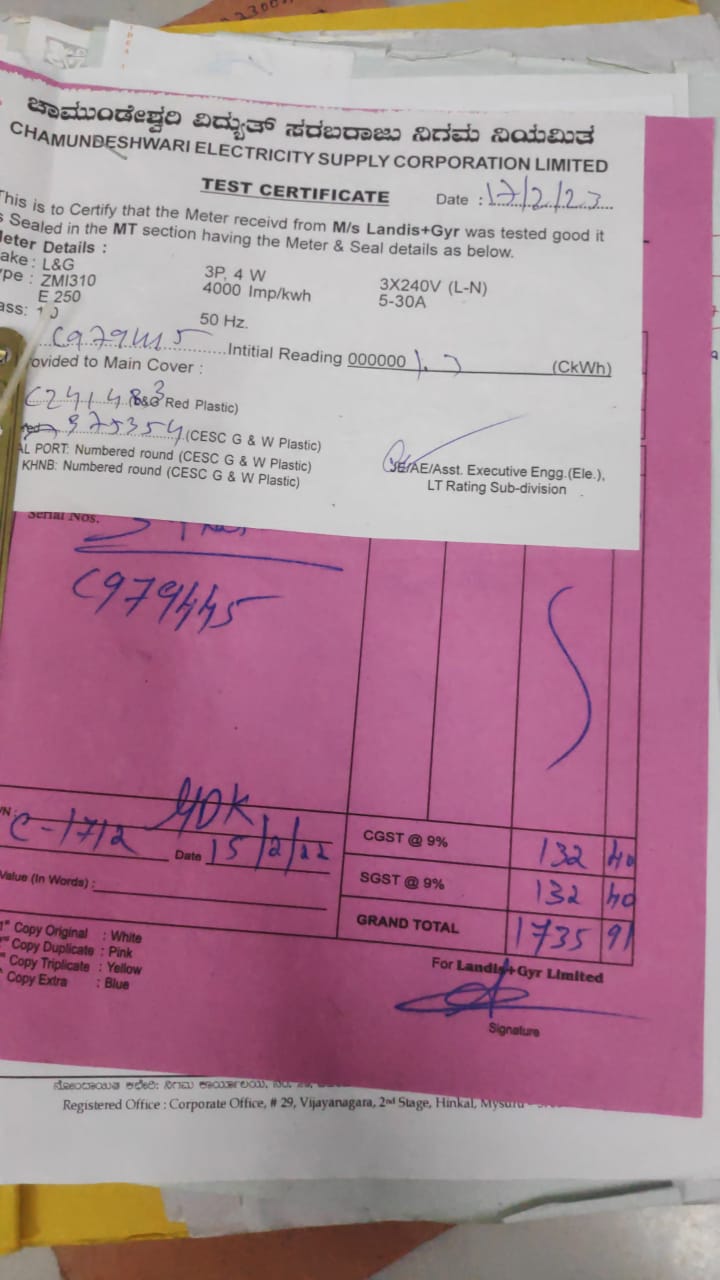 ಚಾಮುಂಡೇಶ್ವರಿ ವಿದ್ಯುತ್ ಸರಬರಾಜು ನಿಗಮ ನಿಯಮಿತ
CHAMUNDESHWARI ELECTRICITY SUPPLY CORPORATION LIMITED
TEST CERTIFICATE Date : 17/2/23
This is to Certify that the Meter receivd from M/s Landis+Gyr was tested good it
s Sealed in the MT section having the Meter & Seal details as below.
Meter Details :
ake : L&G 3P, 4 W 3X240V (L-N)
pe : ZMI310 4000 Imp/kwh 5-30A
E 250
ass: 50 Hz.
Intitial Reading 000000 (CkWh)
rovided to Main Cover :
C241483 (L&G Red Plastic)
975354 (CESC G & W Plastic)
AL PORT: Numbered round (CESC G & W Plastic)
KHNB: Numbered round (CESC G & W Plastic)
JE/AE/Asst. Executive Engg.(Ele.),
LT Rating Sub-division
Serial Nos.
C979445
C-1712 Date 15/2/22
CGST @ 9% 132 40
SGST @ 9% 132 40
GRAND TOTAL 1735 91
Value (In Words) :
1st Copy Original : White
Copy Duplicate : Pink
Copy Triplicate : Yellow
Copy Extra : Blue
For Landis+Gyr Limited
Signature
Registered Office : Corporate Office, # 29, Vijayanagara, 2nd Stage, Hinkal, Mysuru